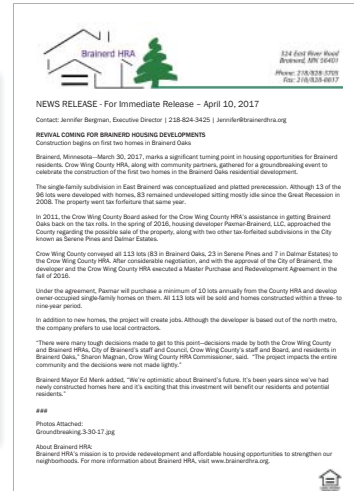 Brainerd HRA
324 East River Road
Brainerd, MN 56401
Phone: 218/828-3705
Fax: 218/828-8817
NEWS RELEASE - For Immediate Release – April 10, 2017
Contact: Jennifer Bergman, Executive Director | 218-824-3425 | Jennifer@brainerdhra.org
REVIVAL COMING FOR BRAINERD HOUSING DEVELOPMENTS
Construction begins on first two homes in Brainerd Oaks
Brainerd, Minnesota—March 30, 2017, marks a significant turning point in housing opportunities for Brainerd
residents. Crow Wing County HRA, along with community partners, gathered for a groundbreaking event to
celebrate the construction of the first two homes in the Brainerd Oaks residential development.
The single-family subdivision in East Brainerd was conceptualized and platted prerecession. Although 13 of the
96 lots were developed with homes, 83 remained undeveloped sitting mostly idle since the Great Recession in
2008. The property went tax forfeiture that same year.
In 2011, the Crow Wing County Board asked for the Crow Wing County HRA's assistance in getting Brainerd
Oaks back on the tax rolls. In the spring of 2016, housing developer Paxmar-Brainerd, LLC, approached the
County regarding the possible sale of the property, along with two other tax-forfeited subdivisions in the City
known as Serene Pines and Dalmar Estates.
Crow Wing County conveyed all 113 lots (83 in Brainerd Oaks, 23 in Serene Pines and 7 in Dalmar Estates) to
the Crow Wing County HRA. After considerable negotiation, and with the approval of the City of Brainerd, the
developer and the Crow Wing County HRA executed a Master Purchase and Redevelopment Agreement in the
fall of 2016.
Under the agreement, Paxmar will purchase a minimum of 10 lots annually from the County HRA and develop
owner-occupied single-family homes on them. All 113 lots will be sold and homes constructed within a three- to
nine-year period.
In addition to new homes, the project will create jobs. Although the developer is based out of the north metro,
the company prefers to use local contractors.
"There were many tough decisions made to get to this point—decisions made by both the Crow Wing County
and Brainerd HRAs, City of Brainerd's staff and Council, Crow Wing County's staff and Board, and residents in
Brainerd Oaks," Sharon Magnan, Crow Wing County HRA Commissioner, said. "The project impacts the entire
community and the decisions were not made lightly."
Brainerd Mayor Ed Menk added, "We're optimistic about Brainerd's future. It's been years since we've had
newly constructed homes here and it's exciting that this investment will benefit our residents and potential
residents."
###
Photos Attached:
Groundbreaking.3-30-17.jpg
About Brainerd HRA:
Brainerd HRA's mission is to provide redevelopment and affordable housing opportunities to strengthen our
neighborhoods. For more information about Brainerd HRA, visit www.brainerdhra.org.